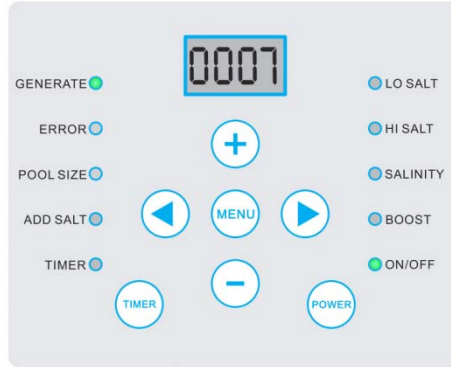 0007
GENERATE
LO SALT
ERROR
HI SALT
POOL SIZE
SALINITY
MENU
ADD SALT
BOOST
TIMER
ON/OFF
TIMER
POWER